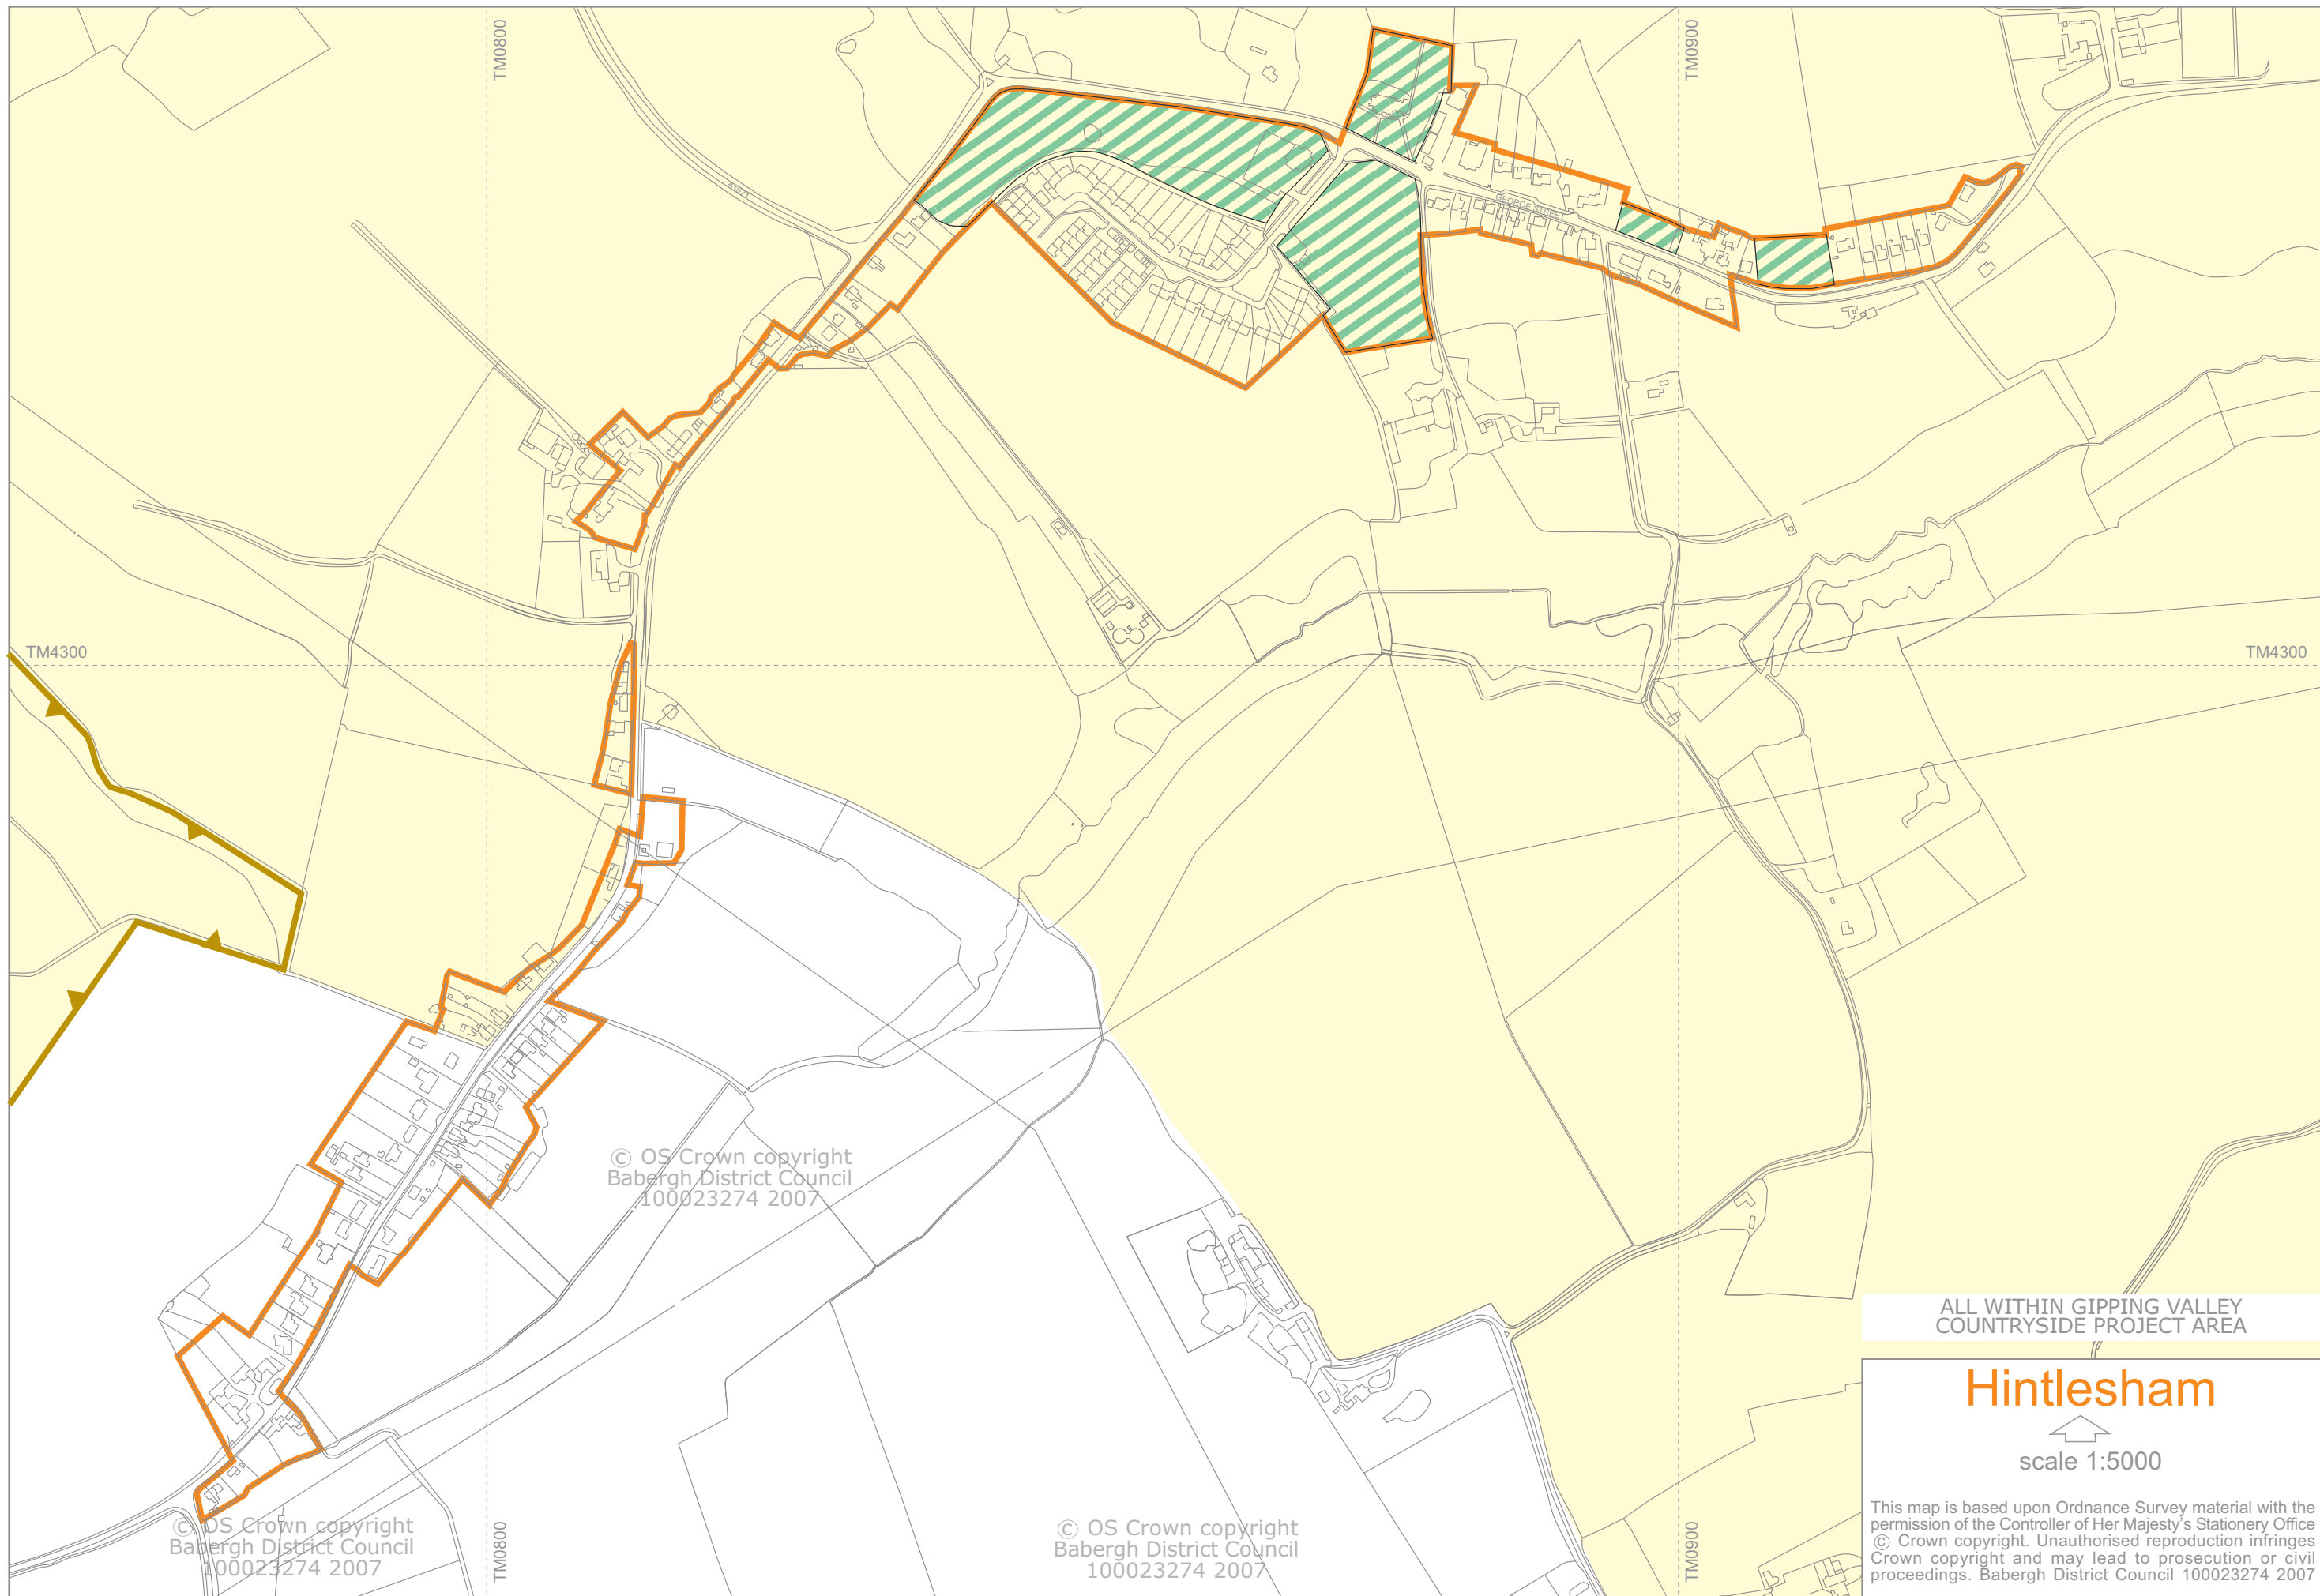 TM0800
TM0900
A1071
GEORGE STREET
TM4300
TM4300
© OS Crown copyright
Babergh District Council
100023274 2007
ALL WITHIN GIPPING VALLEY
COUNTRYSIDE PROJECT AREA
Hintlesham
scale 1:5000
This map is based upon Ordnance Survey material with the
permission of the Controller of Her Majesty's Stationery Office
© Crown copyright. Unauthorised reproduction infringes
Crown copyright and may lead to prosecution or civil
proceedings. Babergh District Council 100023274 2007
© OS Crown copyright
Babergh District Council
100023274 2007
TM0800
© OS Crown copyright
Babergh District Council
100023274 2007
TM0900